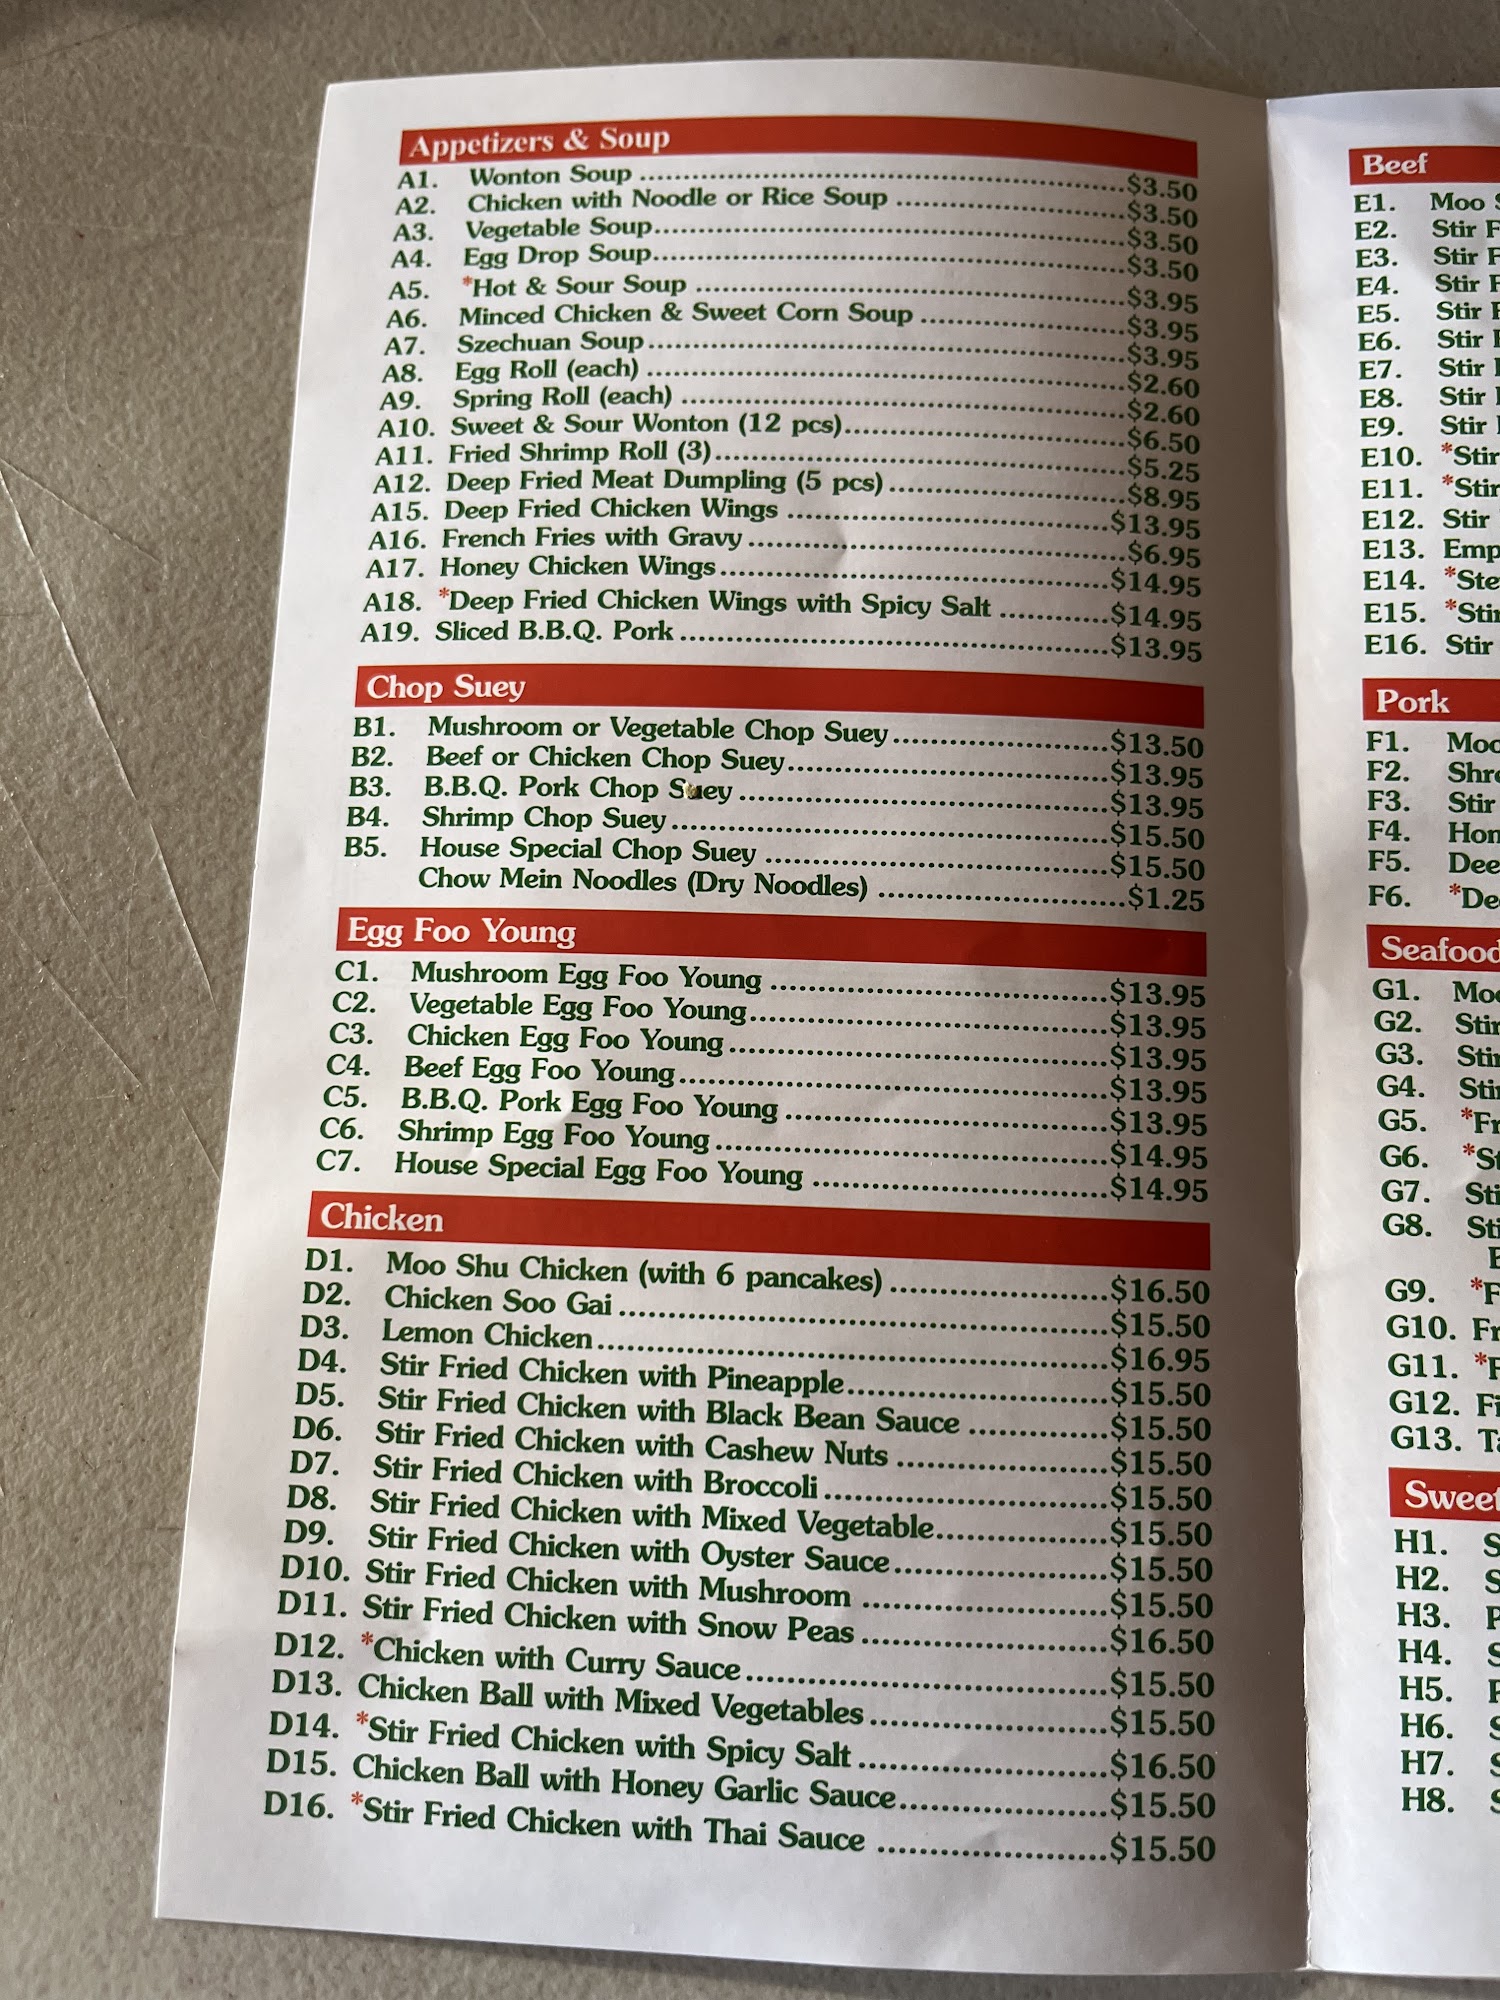 Appetizers & Soup
A1. Wonton Soup ........ $3.50
A2. Chicken with Noodle or Rice Soup ........ $3.50
A3. Vegetable Soup ........ $3.50
A4. Egg Drop Soup ........ $3.50
A5. *Hot & Sour Soup ........ $3.95
A6. Minced Chicken & Sweet Corn Soup ........ $3.95
A7. Szechuan Soup ........ $3.95
A8. Egg Roll (each) ........ $2.60
A9. Spring Roll (each) ........ $2.60
A10. Sweet & Sour Wonton (12 pcs) ........ $6.50
A11. Fried Shrimp Roll (3) ........ $5.25
A12. Deep Fried Meat Dumpling (5 pcs) ........ $8.95
A15. Deep Fried Chicken Wings ........ $13.95
A16. French Fries with Gravy ........ $6.95
A17. Honey Chicken Wings ........ $14.95
A18. *Deep Fried Chicken Wings with Spicy Salt ........ $14.95
A19. Sliced B.B.Q. Pork ........ $13.95
Chop Suey
B1. Mushroom or Vegetable Chop Suey ........ $13.50
B2. Beef or Chicken Chop Suey ........ $13.95
B3. B.B.Q. Pork Chop Suey ........ $13.95
B4. Shrimp Chop Suey ........ $15.50
B5. House Special Chop Suey ........ $15.50
Chow Mein Noodles (Dry Noodles) ........ $1.25
Egg Foo Young
C1. Mushroom Egg Foo Young ........ $13.95
C2. Vegetable Egg Foo Young ........ $13.95
C3. Chicken Egg Foo Young ........ $13.95
C4. Beef Egg Foo Young ........ $13.95
C5. B.B.Q. Pork Egg Foo Young ........ $13.95
C6. Shrimp Egg Foo Young ........ $14.95
C7. House Special Egg Foo Young ........ $14.95
Chicken
D1. Moo Shu Chicken (with 6 pancakes) ........ $16.50
D2. Chicken Soo Gai ........ $15.50
D3. Lemon Chicken ........ $16.95
D4. Stir Fried Chicken with Pineapple ........ $15.50
D5. Stir Fried Chicken with Black Bean Sauce ........ $15.50
D6. Stir Fried Chicken with Cashew Nuts ........ $15.50
D7. Stir Fried Chicken with Broccoli ........ $15.50
D8. Stir Fried Chicken with Mixed Vegetable ........ $15.50
D9. Stir Fried Chicken with Oyster Sauce ........ $15.50
D10. Stir Fried Chicken with Mushroom ........ $15.50
D11. Stir Fried Chicken with Snow Peas ........ $16.50
D12. *Chicken with Curry Sauce ........ $15.50
D13. Chicken Ball with Mixed Vegetables ........ $15.50
D14. *Stir Fried Chicken with Spicy Salt ........ $16.50
D15. Chicken Ball with Honey Garlic Sauce ........ $15.50
D16. *Stir Fried Chicken with Thai Sauce ........ $15.50
Beef
E1. Moo
E2. Stir
E3. Stir
E4. Stir
E5. Stir
E6. Stir
E7. Stir
E8. Stir
E9. Stir
E10. *Stir
E11. *Stir
E12. Stir
E13.
E14.
E15. *Stir
E16. Stir
Pork
F1. Moo
F2.
F3. Stir
F4.
F5.
F6.
Seafood
G1. Moo
G2. Stir
G3.
G4.
G5.
G6.
G7.
G8.
G9.
G10.
G11.
G12.
G13.
Sweet
H1.
H2.
H3.
H4.
H5.
H6.
H7.
H8.